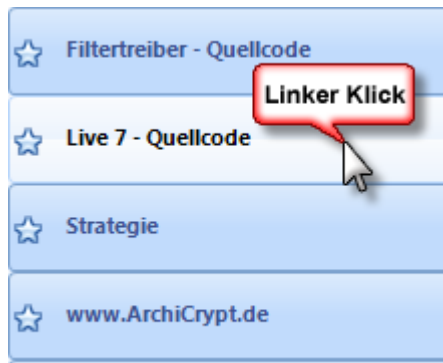 Filtertreiber - Quellcode
Linker Klick
Live 7 - Quellcode
Strategie
www.ArchiCrypt.de